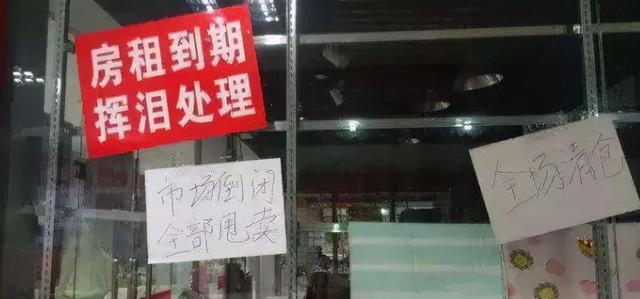 房租到期
挥泪处理
市场倒闭
全部甩卖
全场清包